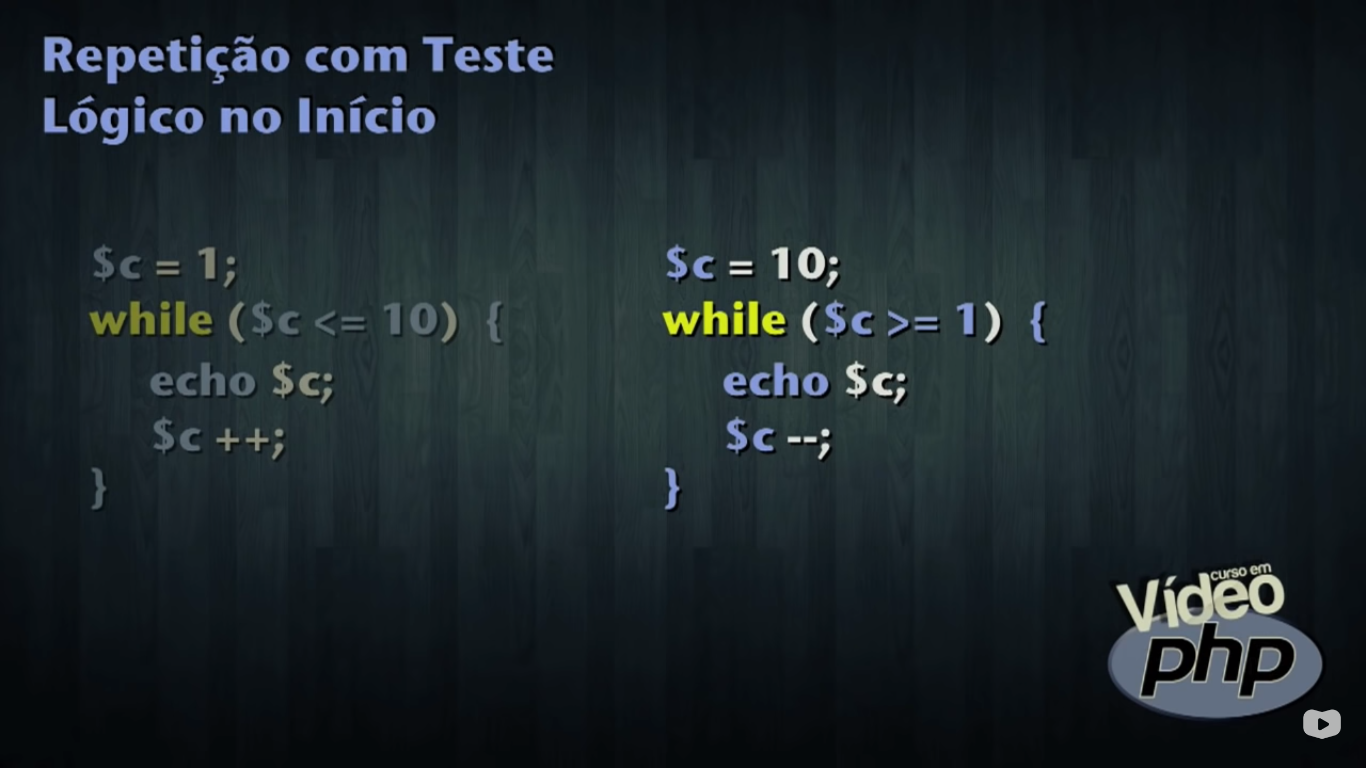 Repetição com Teste
Lógico no Início
$c = 1;
while ($c <= 10) {
echo $c;
$c ++;
}
$c = 10;
while ($c >= 1) {
echo $c;
$c --;
}
curso em
Vídeo
php